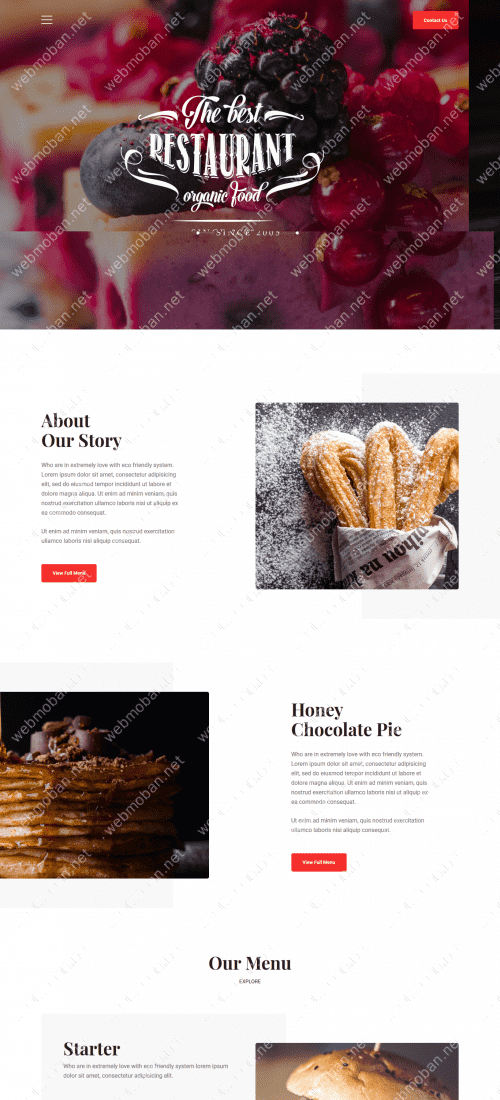 Contact Us
The best
RESTAURANT
organic food
SINCE 2005
About
Our Story
Who are in extremely love with eco friendly system.
Lorem ipsum dolor sit amet, consectetur adipisicing
elit, sed do eiusmod tempor incididunt ut labore et
dolore magna aliqua. Ut enim ad minim veniam, quis
nostrud exercitation ullamco laboris nisi ut aliquip ex
ea commodo consequat.
Ut enim ad minim veniam, quis nostrud exercitation
ullamco laboris nisi aliquip consequat.
View Full Menu
Honey
Chocolate Pie
Who are in extremely love with eco friendly system.
Lorem ipsum dolor sit amet, consectetur adipisicing
elit, sed do eiusmod tempor incididunt ut labore et
dolore magna aliqua. Ut enim ad minim veniam, quis
nostrud exercitation ullamco laboris nisi ut aliquip ex
ea commodo consequat.
Ut enim ad minim veniam, quis nostrud exercitation
ullamco laboris nisi aliquip consequat.
View Full Menu
Our Menu
EXPLORE
Starter
Who are in extremely love with eco friendly system lorem ipsum
dolor sit amet, consectetur adipisicing elit.
webmoban.net